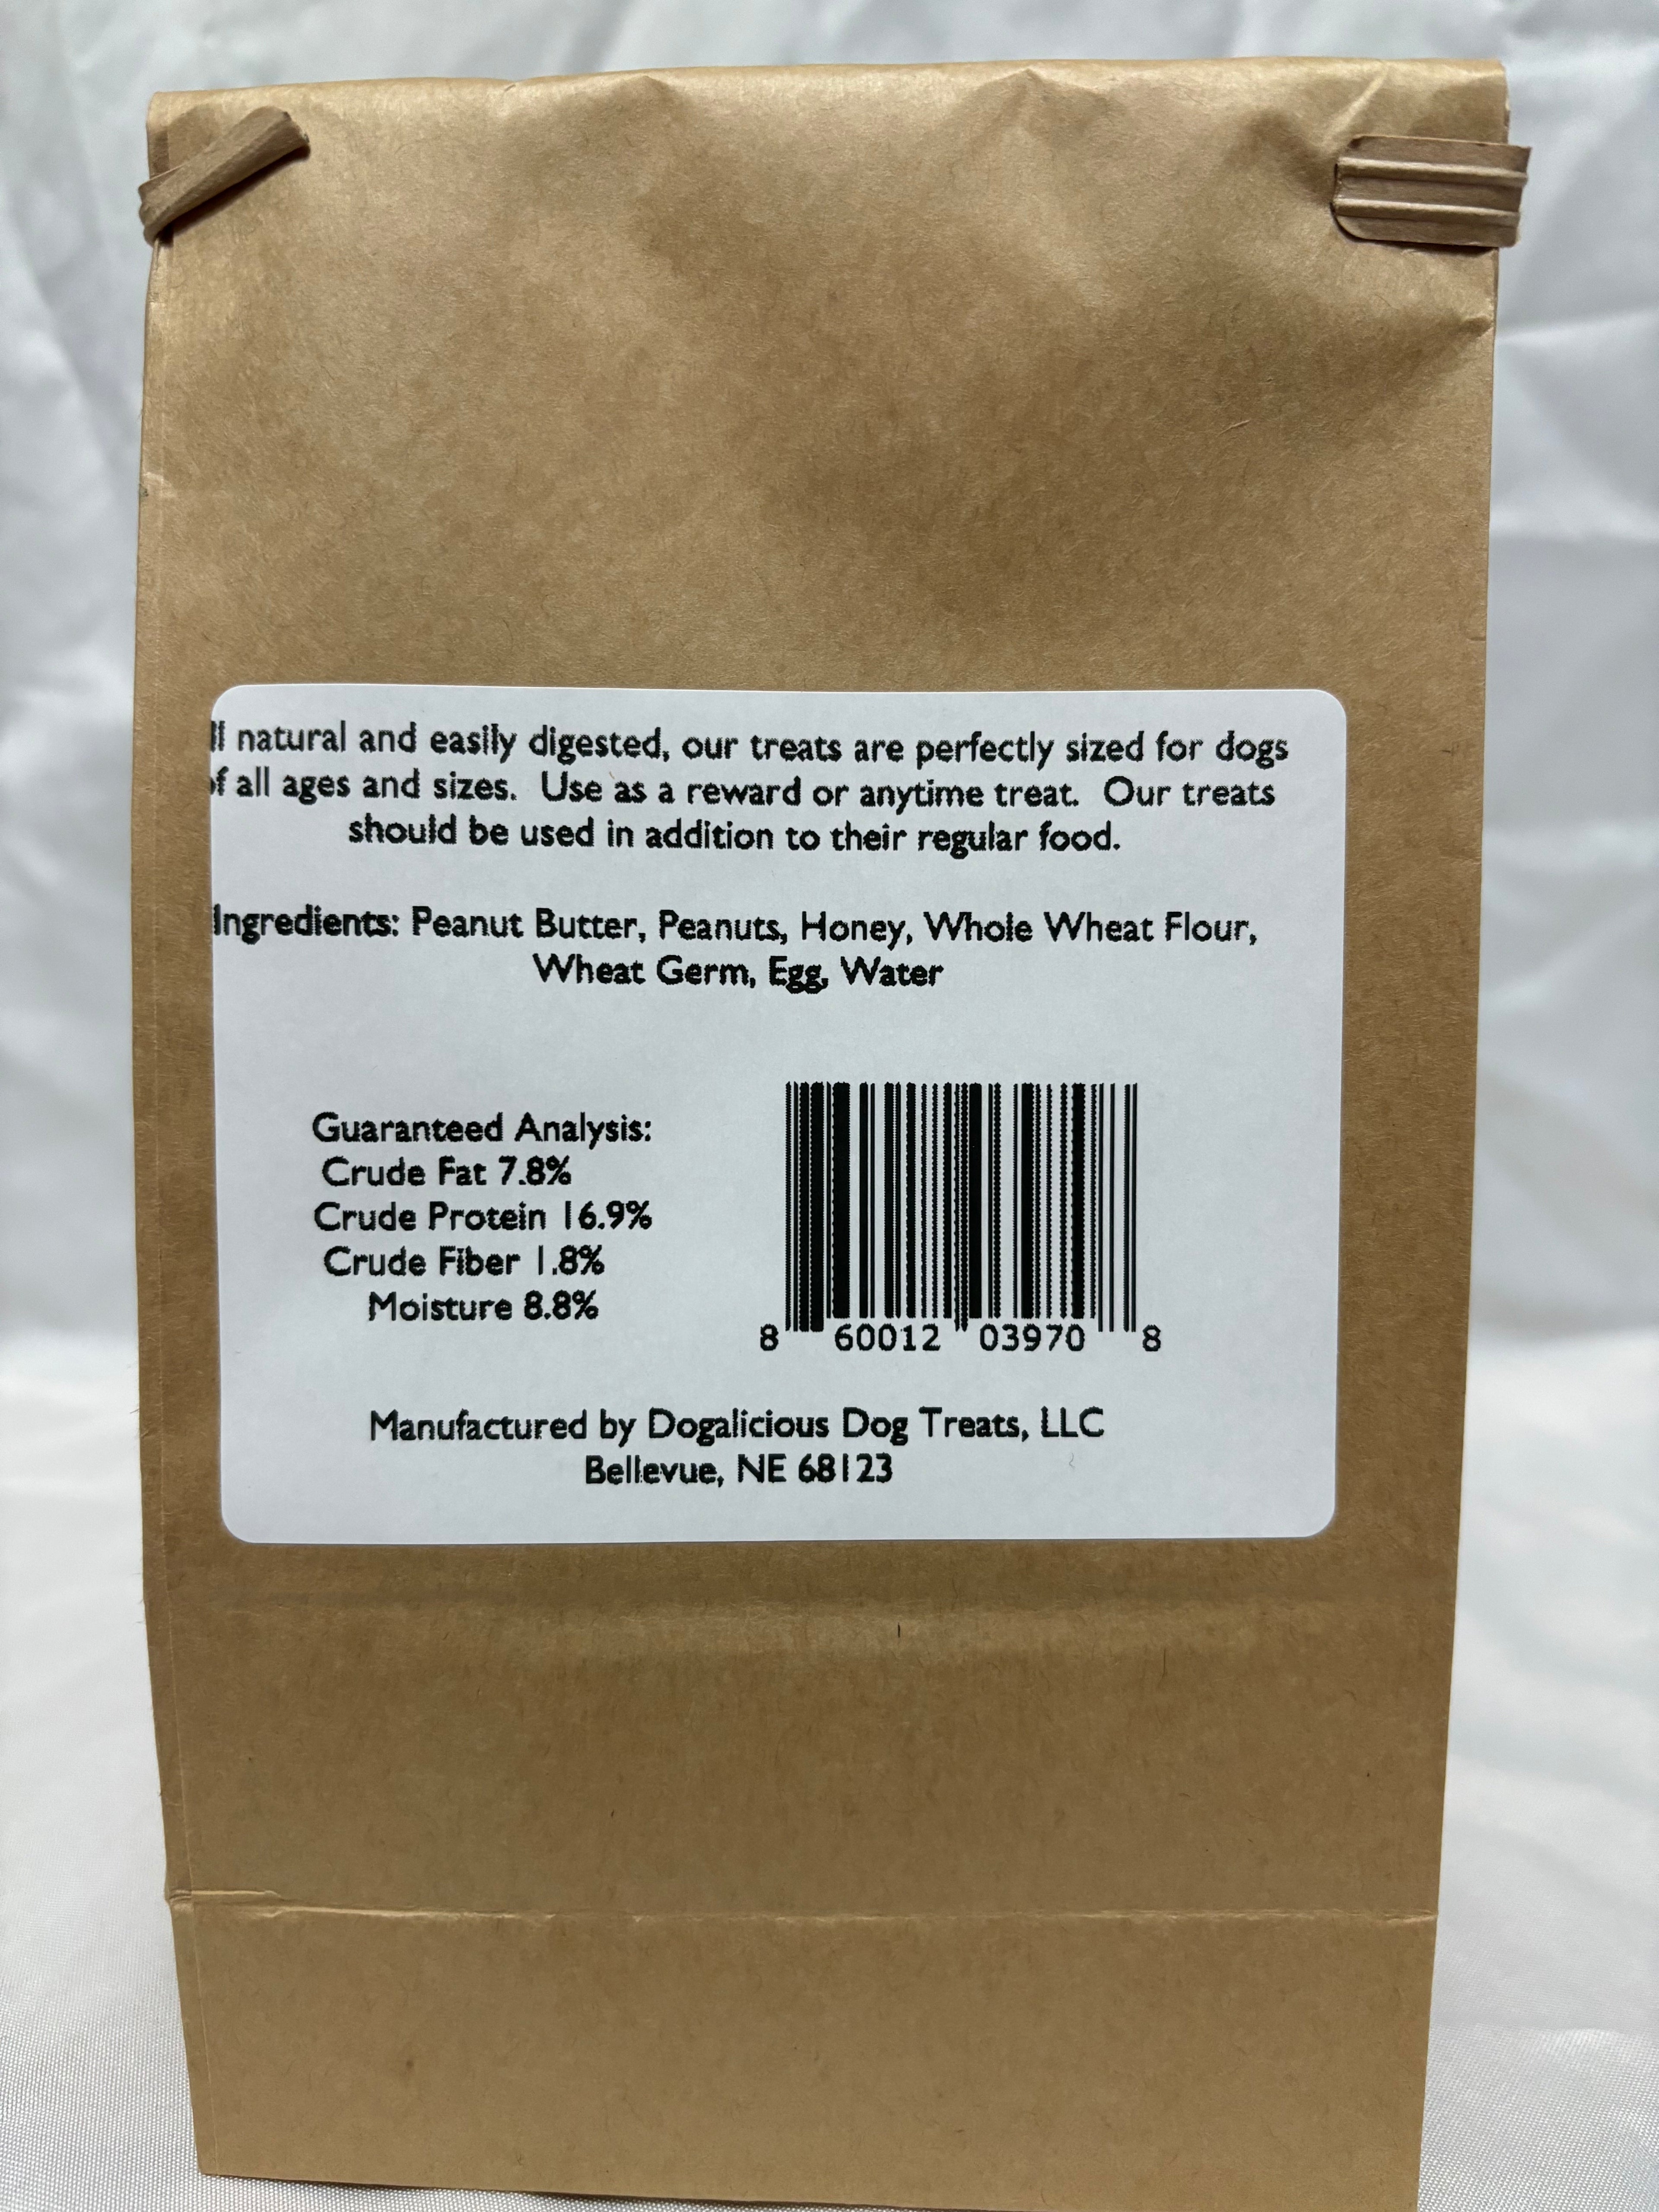 ll natural and easily digested, our treats are perfectly sized for dogs
of all ages and sizes. Use as a reward or anytime treat. Our treats
should be used in addition to their regular food.
Ingredients: Peanut Butter, Peanuts, Honey, Whole Wheat Flour,
Wheat Germ, Egg, Water
Guaranteed Analysis:
Crude Fat 7.8%
Crude Protein 16.9%
Crude Fiber 1.8%
Moisture 8.8%
8 60012 03970 8
Manufactured by Dogalicious Dog Treats, LLC
Bellevue, NE 68123